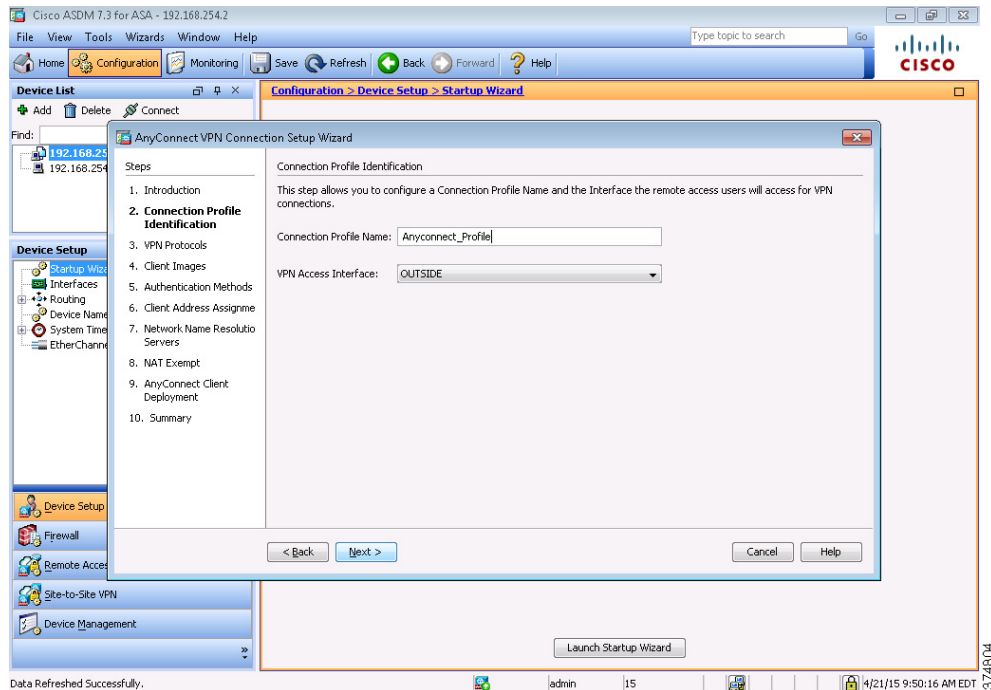 Cisco ASDM 7.3 for ASA - 192.168.254.2
File View Tools Wizards Window Help
Type topic to search
Go
Home Configuration Monitoring Save Refresh Back Forward Help
CISCO
Device List
Configuration > Device Setup > Startup Wizard
Add Delete Connect
Find:
192.168.25
192.168.254
AnyConnect VPN Connection Setup Wizard
Steps
1. Introduction
2. Connection Profile
Identification
3. VPN Protocols
4. Client Images
5. Authentication Methods
6. Client Address Assignme
7. Network Name Resolutio
Servers
8. NAT Exempt
9. AnyConnect Client
Deployment
10. Summary
Connection Profile Identification
This step allows you to configure a Connection Profile Name and the Interface the remote access users will access for VPN
connections.
Connection Profile Name: Anyconnect_Profile
VPN Access Interface: OUTSIDE
< Back Next > Cancel Help
Device Setup
Startup Wiza
Interfaces
Routing
Device Name
System Time
EtherChanne
Device Setup
Firewall
Remote Acces
Site-to-Site VPN
Device Management
Launch Startup Wizard
Data Refreshed Successfully.
admin 15 4/21/15 9:50:16 AM EDT
374804